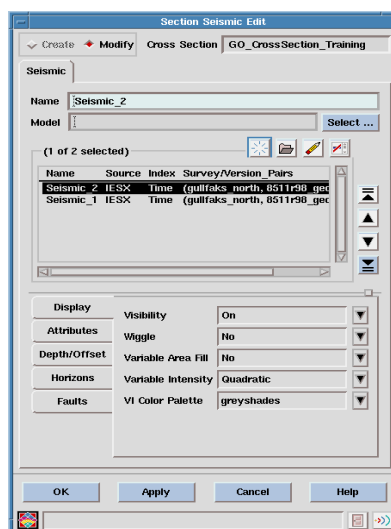 Section Seismic Edit
Create Modify Cross Section GO_CrossSection_Training
Seismic
Name Seismic_2
Model Select ...
(1 of 2 selected)
Name Source Index Survey/Version_Pairs
Seismic_2 IESX Time (gullfaks_north, 8511r98_geo
Seismic_1 IESX Time (gullfaks_north, 8511r98_geo
Display
Attributes
Depth/Offset
Horizons
Faults
Visibility On
Wiggle No
Variable Area Fill No
Variable Intensity Quadratic
VI Color Palette greyshades
OK Apply Cancel Help